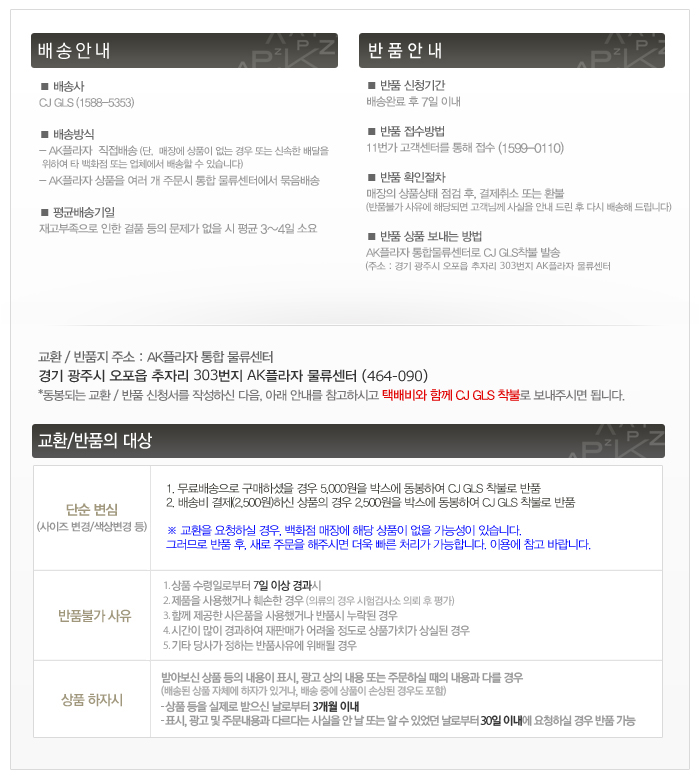 배송안내
■ 배송사
CJ GLS (1588-5353)
■ 배송방식
- AK플라자 직접배송 (단, 매장에 상품이 없는 경우 또는 신속한 배달을
위하여 타 백화점 또는 업체에서 배송할 수 있습니다)
- AK플라자 상품을 여러 개 주문시 통합 물류센터에서 묶음배송
■ 평균배송기일
재고부족으로 인한 결품 등의 문제가 없을 시 평균 3~4일 소요
반품안내
■ 반품 신청기간
배송완료 후 7일 이내
■ 반품 접수방법
11번가 고객센터를 통해 접수 (1599-0110)
■ 반품 확인절차
매장의 상품상태 점검 후, 결제취소 또는 환불
(반품불가 사유에 해당되면 고객님께 사실을 안내 드린 후 다시 배송해 드립니다)
■ 반품 상품 보내는 방법
AK플라자 통합물류센터로 CJ GLS착불 발송
(주소 : 경기 광주시 오포읍 추자리 303번지 AK플라자 물류센터
교환 / 반품지 주소 : AK플라자 통합 물류센터
경기 광주시 오포읍 추자리 303번지 AK플라자 물류센터 (464-090)
*동봉되는 교환 / 반품 신청서를 작성하신 다음, 아래 안내를 참고하시고 택배비와 함께 CJ GLS 착불로 보내주시면 됩니다.
교환/반품의 대상
단순 변심
(사이즈 변경/색상변경 등)
1. 무료배송으로 구매하셨을 경우 5,000원을 박스에 동봉하여 CJ GLS 착불로 반품
2. 배송비 결제(2,500원)하신 상품의 경우 2,500원을 박스에 동봉하여 CJ GLS 착불로 반품
※ 교환을 요청하실 경우, 백화점 매장에 해당 상품이 없을 가능성이 있습니다.
그러므로 반품 후, 새로 주문을 해주시면 더욱 빠른 처리가 가능합니다. 이용에 참고 바랍니다.
반품불가 사유
1. 상품 수령일로부터 7일 이상 경과시
2. 제품을 사용했거나 훼손한 경우 (의류의 경우 시험검사소 의뢰 후 평가)
3. 함께 제공한 사은품을 사용했거나 반품시 누락된 경우
4. 시간이 많이 경과하여 재판매가 어려울 정도로 상품가치가 상실된 경우
5. 기타 당사가 정하는 반품사유에 위배될 경우
상품 하자시
받아보신 상품 등의 내용이 표시, 광고 상의 내용 또는 주문하실 때의 내용과 다를 경우
(배송된 상품 자체에 하자가 있거나, 배송 중에 상품이 손상된 경우도 포함)
-상품 등을 실제로 받으신 날로부터 3개월 이내
-표시, 광고 및 주문내용과 다르다는 사실을 안 날 또는 알 수 있었던 날로부터 30일 이내에 요청하실 경우 반품 가능